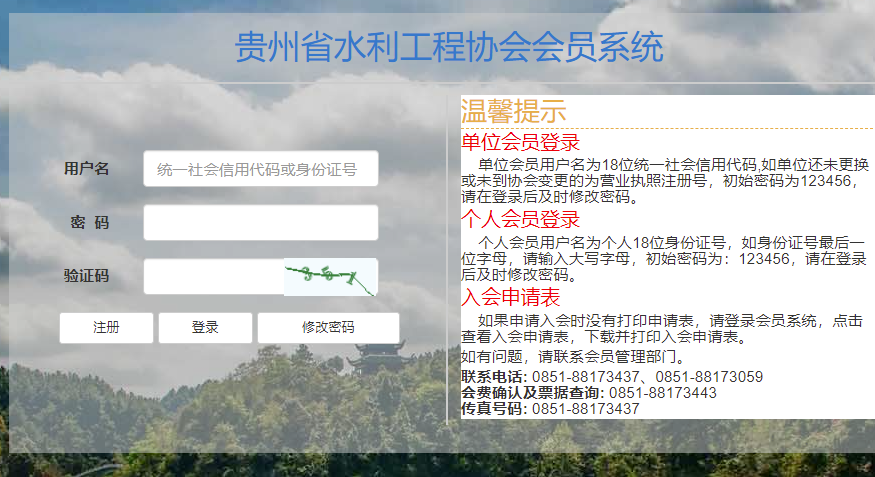 贵州省水利工程协会会员系统
用户名
统一社会信用代码或身份证号
密 码
验证码
351
注册
登录
修改密码
温馨提示
单位会员登录
单位会员用户名为18位统一社会信用代码,如单位还未更换
或未到协会变更的为营业执照注册号，初始密码为123456，
请在登录后及时修改密码。
个人会员登录
个人会员用户名为个人18位身份证号，如身份证号最后一
位字母，请输入大写字母，初始密码为：123456，请在登录
后及时修改密码。
入会申请表
如果申请入会时没有打印申请表，请登录会员系统，点击
查看入会申请表，下载并打印入会申请表。
如有问题，请联系会员管理部门。
联系电话: 0851-88173437、0851-88173059
会费确认及票据查询: 0851-88173443
传真号码: 0851-88173437